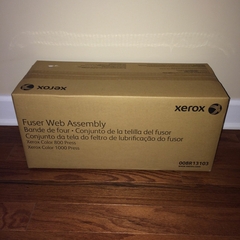 xerox
xerox
Fuser Web Assembly
Bande de four • Conjunto de la telilla del fusor
Conjunto da tela do feltro de lubrificação do fusor
Xerox Color 800 Press
Xerox Color 1000 Press
008R13103